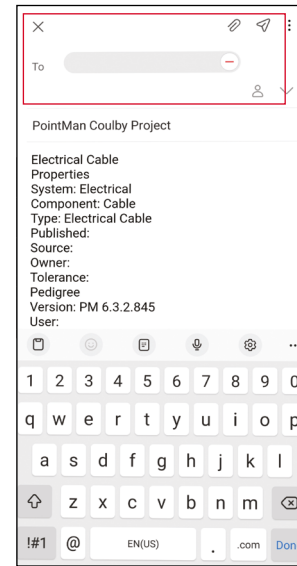 To
PointMan Coulby Project
Electrical Cable
Properties
System: Electrical
Component: Cable
Type: Electrical Cable
Published:
Source:
Owner:
Tolerance:
Pedigree
Version: PM 6.3.2.845
User:
1 2 3 4 5 6 7 8 9 0
q w e r t y u i o p
a s d f g h j k l
z x c v b n m
!#1 @ EN(US) . .com Don